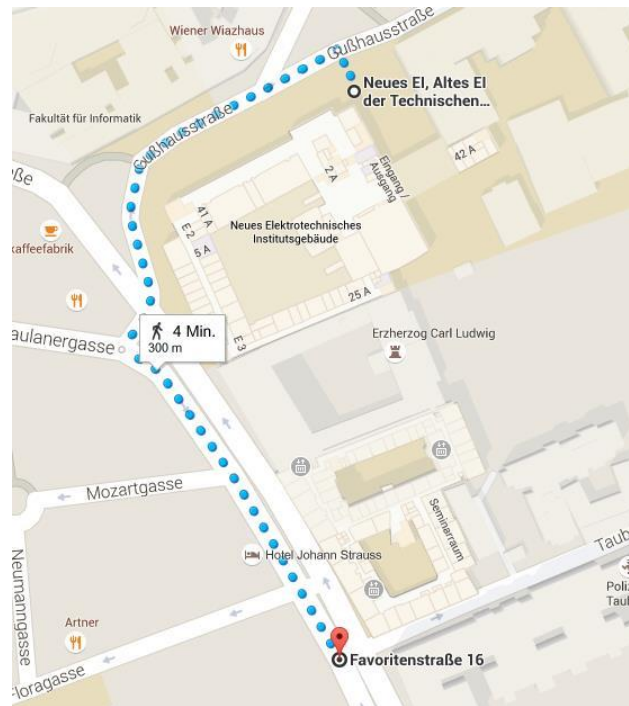 Wiener Wiazhaus
Gußhausstraße
Neues EI, Altes EI
der Technischen...
Fakultät für Informatik
Gußhausstraße
42 A
Eingang /
Ausgang
2 A
41 A
E 2
5 A
Neues Elektrotechnisches
Institutsgebäude
kaffeefabrik
25 A
E 3
4 Min.
300 m
aulanergasse
Erzherzog Carl Ludwig
Mozartgasse
Seminarraum
Hotel Johann Strauss
Taub
Neumanngasse
Poliz
Taub
Artner
Favoritenstraße 16
Floragasse